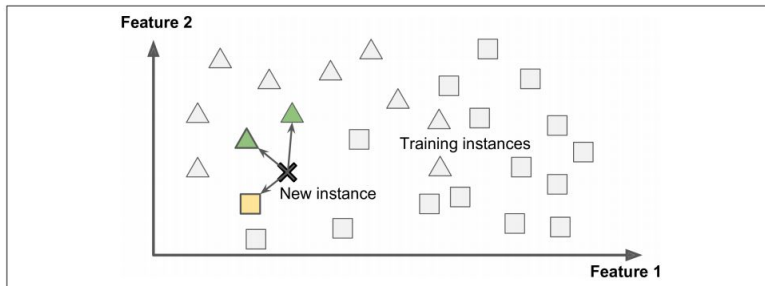 Feature 2
Training instances
New instance
Feature 1